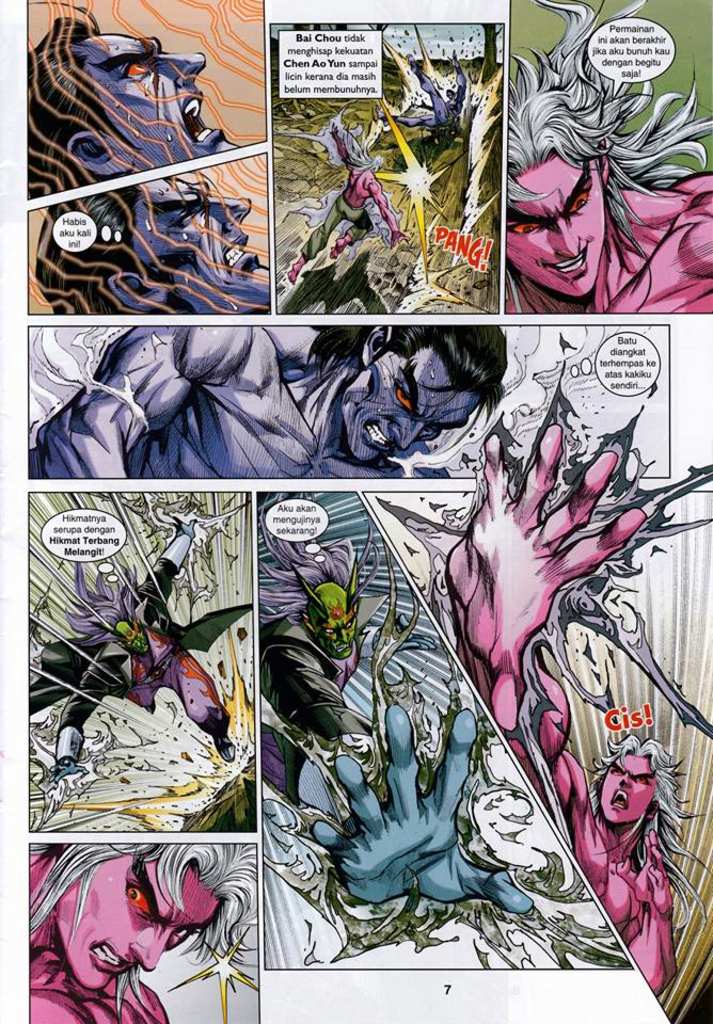 Bai Chou tidak
menghisap kekuatan
Chen Ao Yun sampai
licin kerana dia masih
belum membunuhnya.
Permainan
ini akan berakhir
jika aku bunuh kau
dengan begitu
saja!
Habis
aku kali
ini!
PANG!
Batu
diangkat
terhempas ke
atas kakiku
sendiri...
Hikmatnya
serupa dengan
Hikmat Terbang
Melangit!
Aku akan
mengujinya
sekarang!
Cis!
7